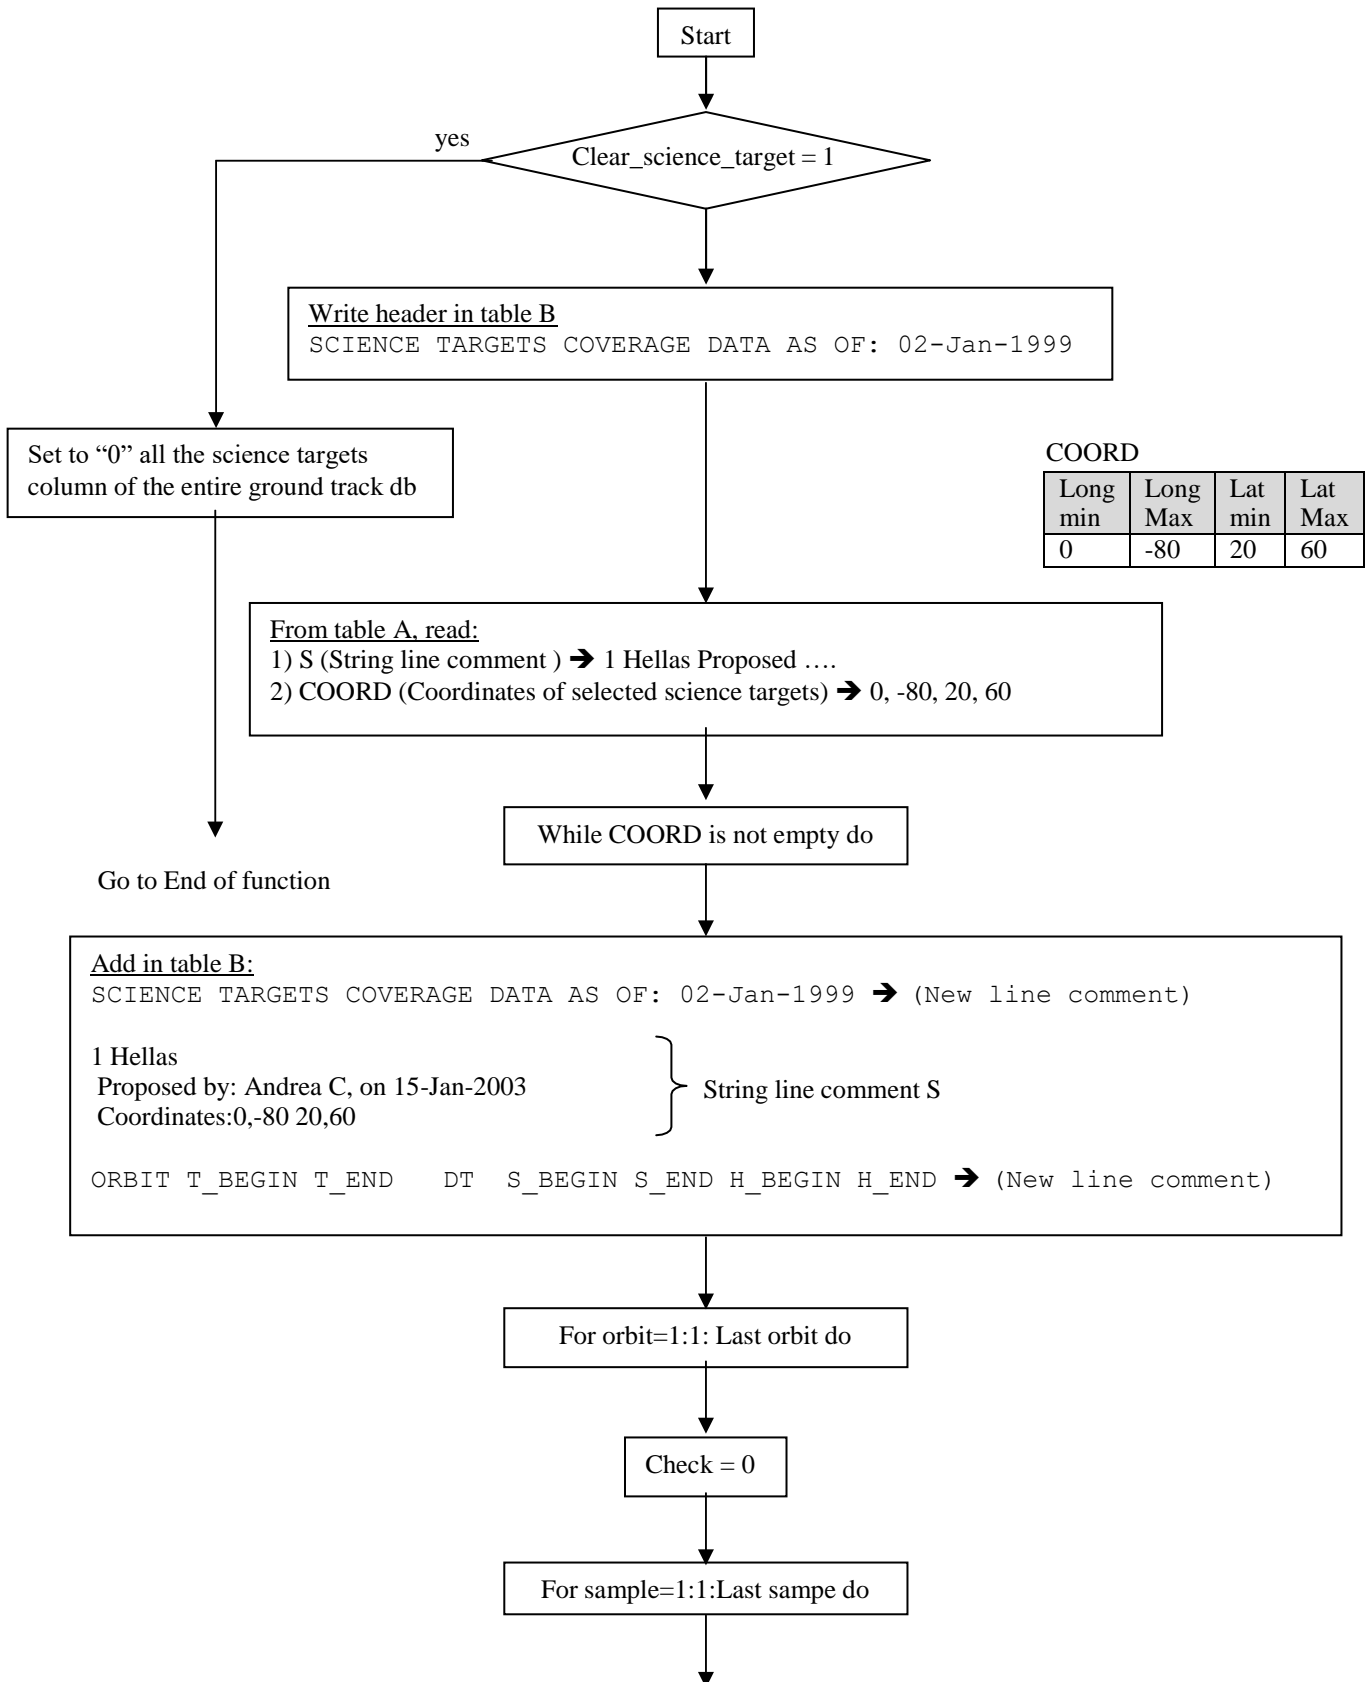 Start
yes
Clear_science_target = 1
Write header in table B
SCIENCE TARGETS COVERAGE DATA AS OF: 02-Jan-1999
Set to “0” all the science targets
column of the entire ground track db
COORD
Long min Long Max Lat min Lat Max
0 -80 20 60
From table A, read:
1) S (String line comment ) ➔ 1 Hellas Proposed ….
2) COORD (Coordinates of selected science targets) ➔ 0, -80, 20, 60
While COORD is not empty do
Go to End of function
Add in table B:
SCIENCE TARGETS COVERAGE DATA AS OF: 02-Jan-1999 ➔ (New line comment)
1 Hellas
Proposed by: Andrea C, on 15-Jan-2003
Coordinates:0,-80 20,60
String line comment S
ORBIT T_BEGIN T_END DT S_BEGIN S_END H_BEGIN H_END ➔ (New line comment)
For orbit=1:1: Last orbit do
Check = 0
For sample=1:1:Last sampe do